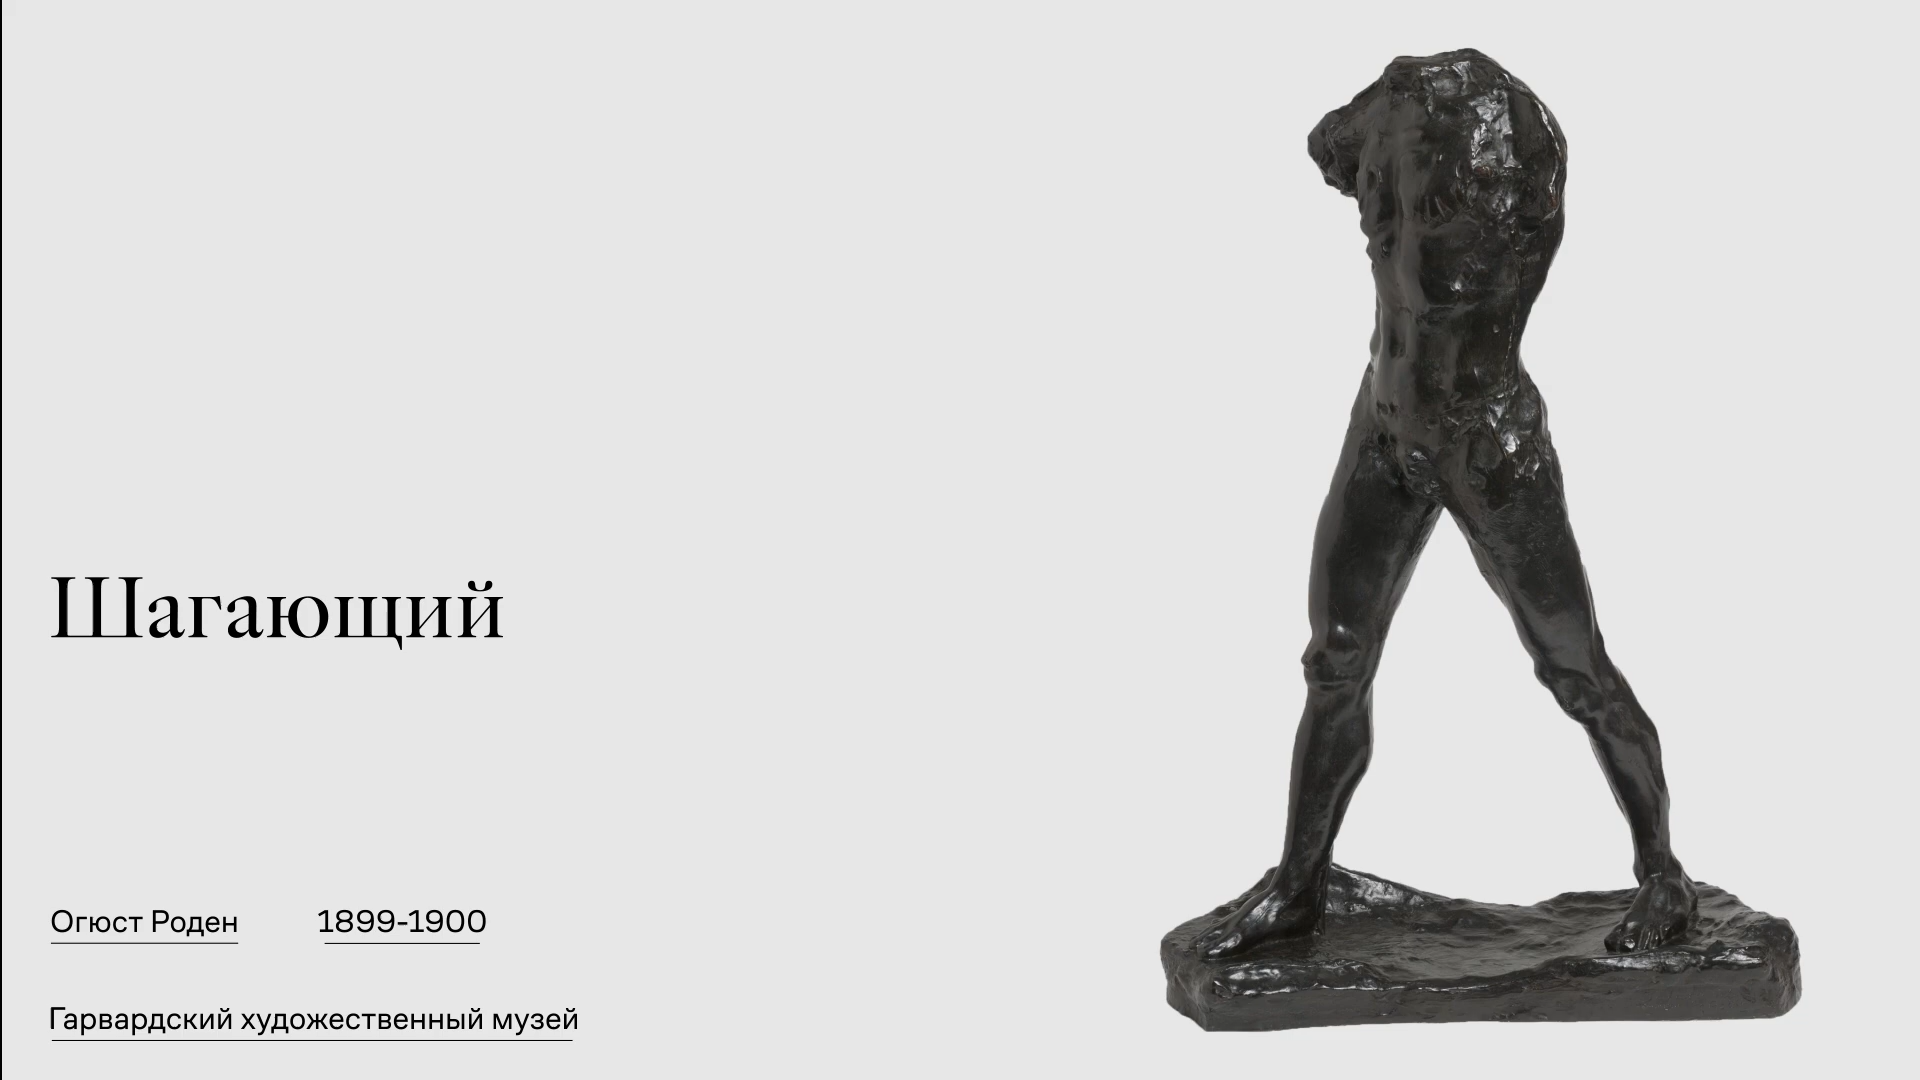 Шагающий
Огюст Роден 1899-1900
Гарвардский художественный музей